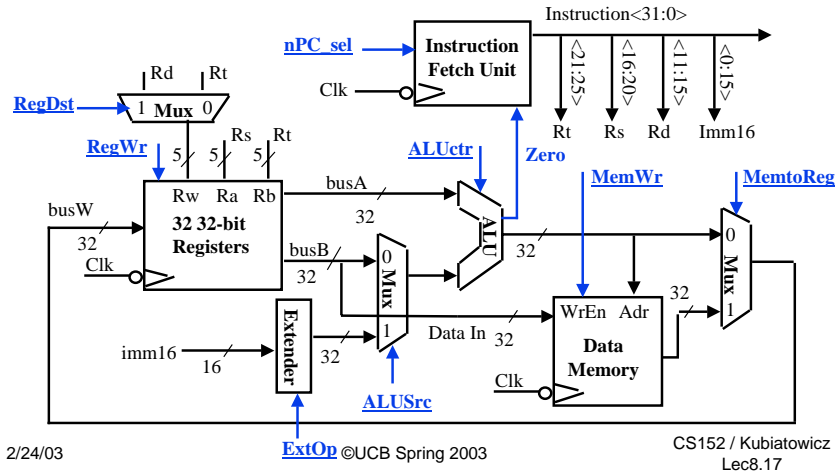 Instruction<31:0>
nPC_sel
Instruction
Fetch Unit
Clk
<21:25>
<16:20>
<11:15>
<0:15>
Rt
Rs
Rd
Imm16
Rd
Rt
RegDst
1 Mux 0
RegWr
5
5
5
Rs
Rt
ALUctr
Zero
MemWr
MemtoReg
busW
32
Clk
Rw Ra Rb
32 32-bit
Registers
busA
32
busB
32
0
Mux
1
ALU
32
0
Mux
1
imm16
16
Extender
32
Data In
32
WrEn Adr
Data
Memory
32
Clk
ALUSrc
ExtOp
2/24/03
©UCB Spring 2003
CS152 / Kubiatowicz
Lec8.17